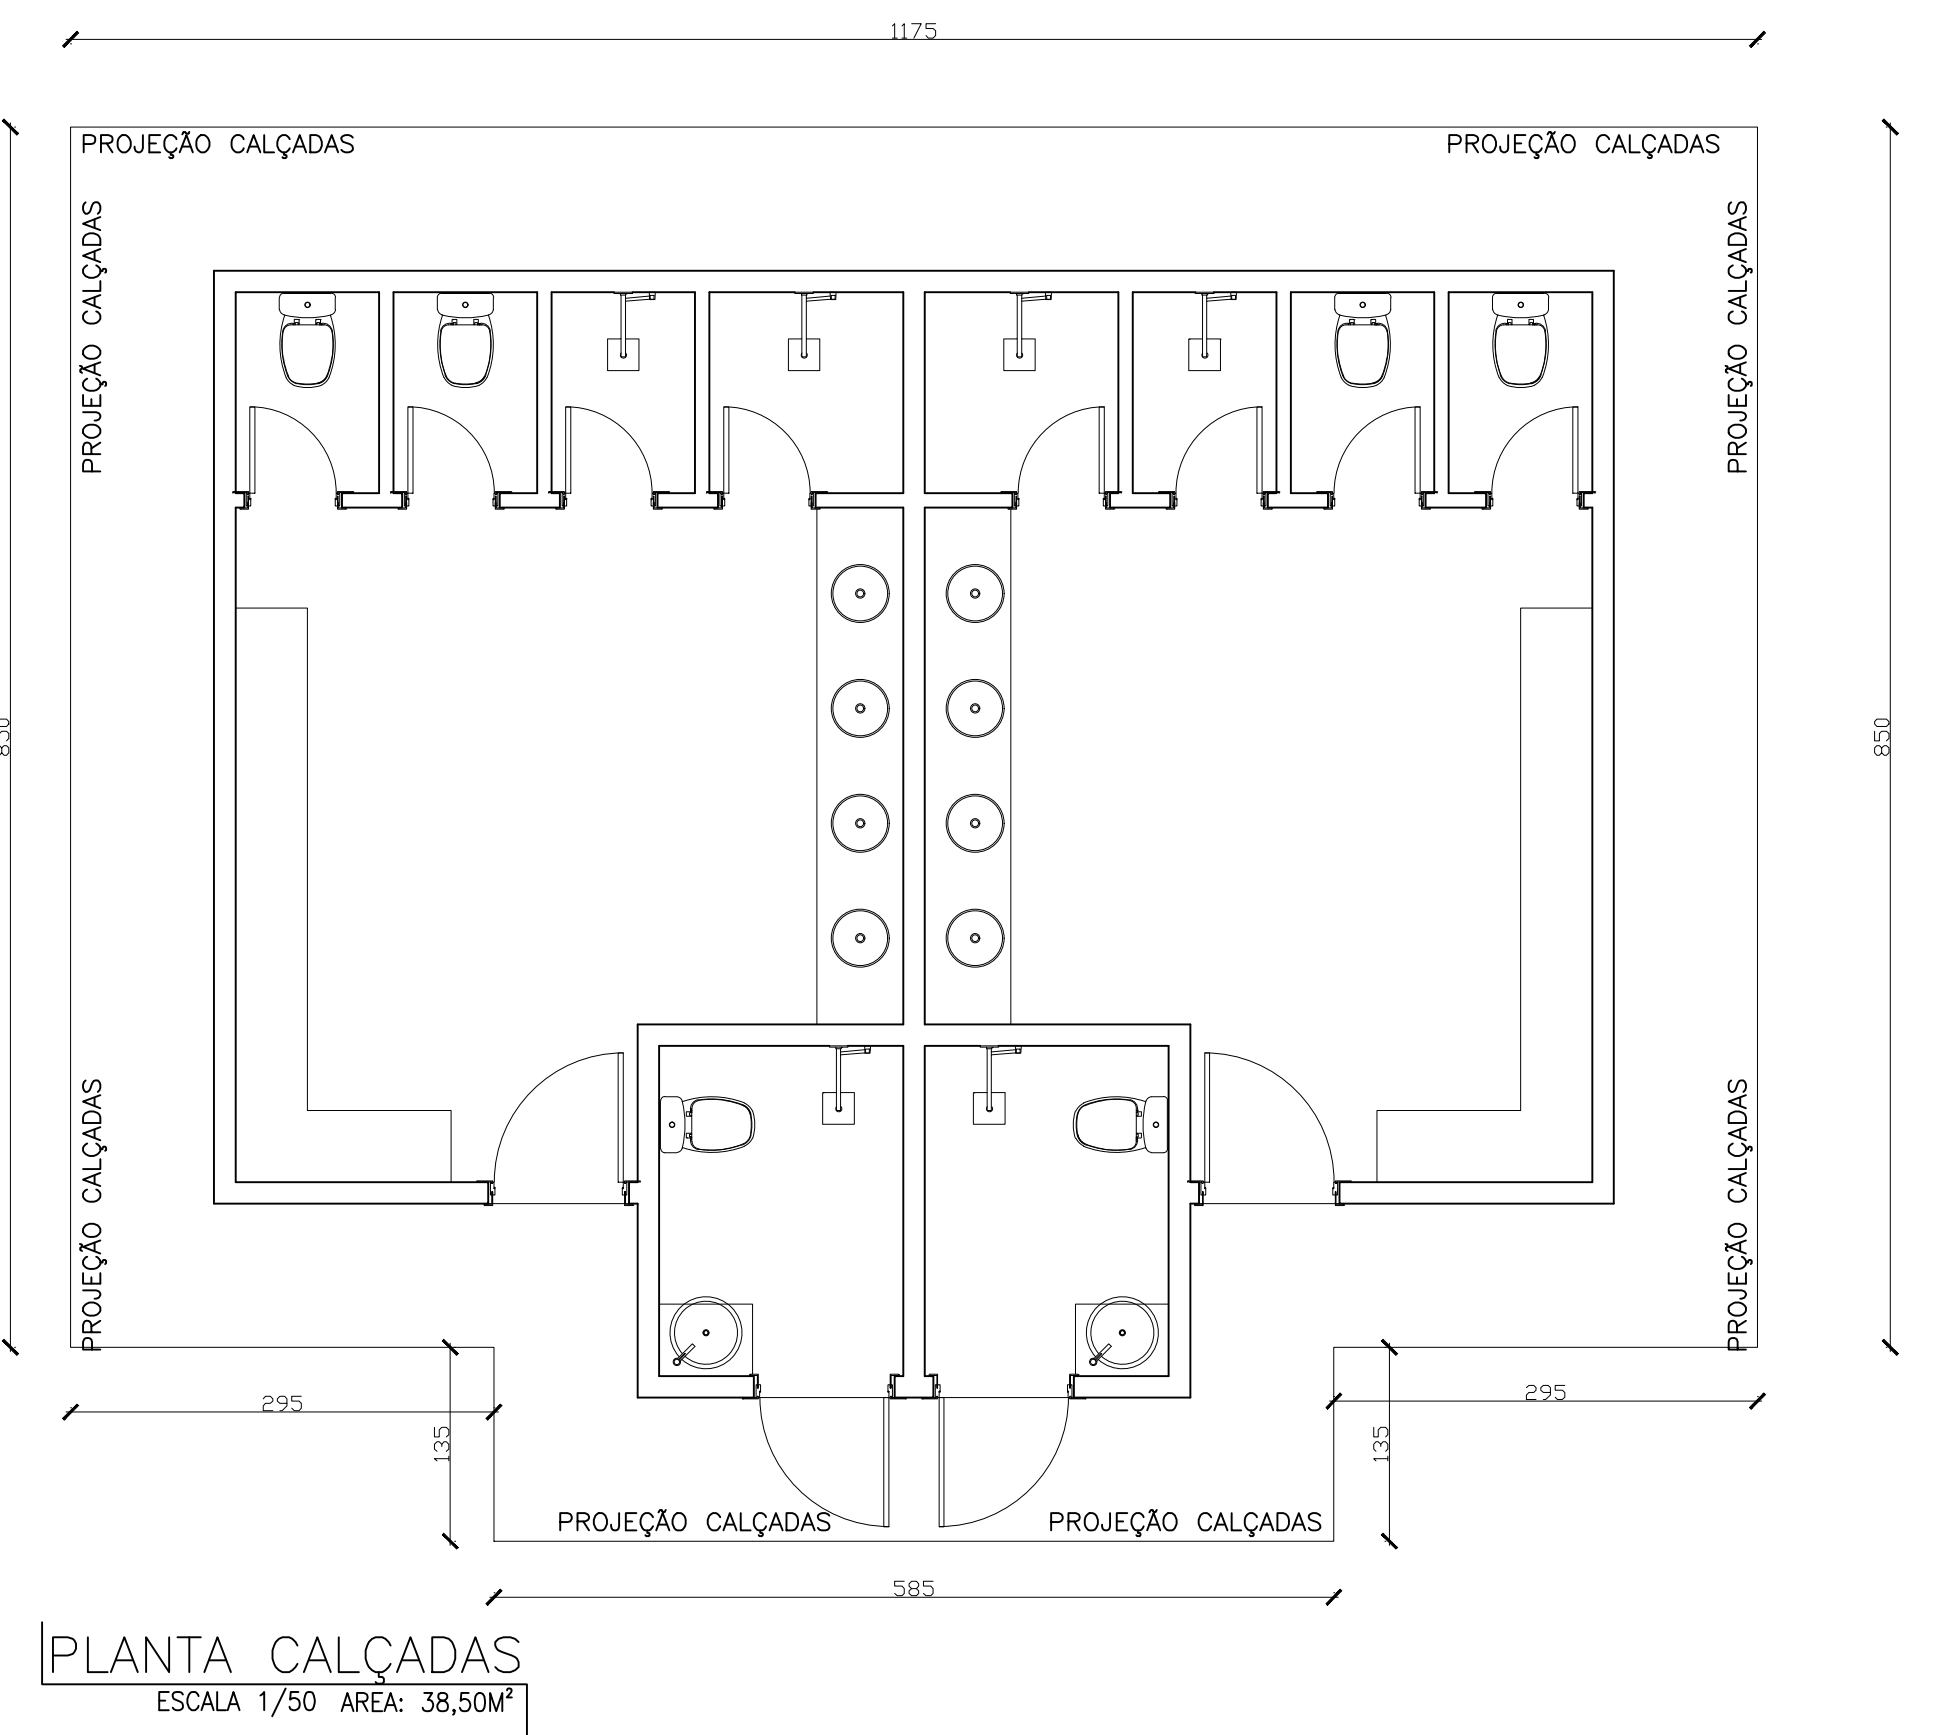 1175
PROJEÇÃO CALÇADAS
PROJEÇÃO CALÇADAS
PROJEÇÃO CALÇADAS
PROJEÇÃO CALÇADAS
850
850
PROJEÇÃO CALÇADAS
PROJEÇÃO CALÇADAS
295
295
135
135
PROJEÇÃO CALÇADAS
PROJEÇÃO CALÇADAS
585
PLANTA CALÇADAS
ESCALA 1/50 AREA: 38,50M²